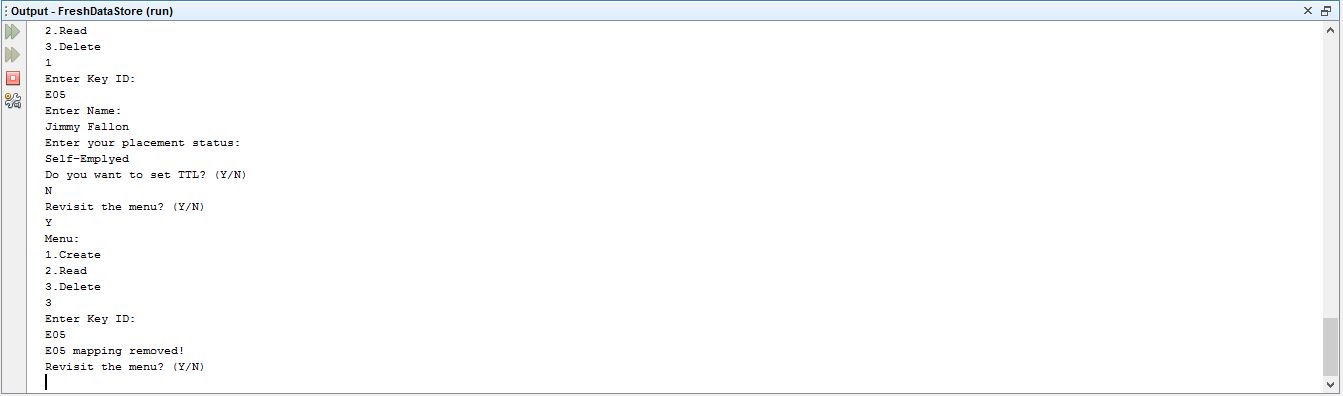 Output - FreshDataStore (run)
2.Read
3.Delete
1
Enter Key ID:
E05
Enter Name:
Jimmy Fallon
Enter your placement status:
Self-Emplyed
Do you want to set TTL? (Y/N)
N
Revisit the menu? (Y/N)
Y
Menu:
1.Create
2.Read
3.Delete
3
Enter Key ID:
E05
E05 mapping removed!
Revisit the menu? (Y/N)